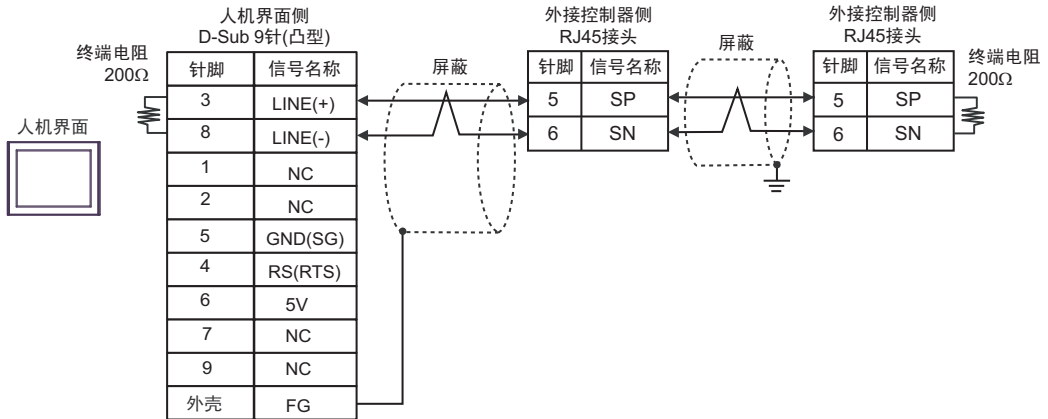 人机界面侧
D-Sub 9针(凸型)
外接控制器侧
RJ45接头
外接控制器侧
RJ45接头
终端电阻
200Ω
屏蔽
屏蔽
终端电阻
200Ω
人机界面
针脚 信号名称
3 LINE(+)
8 LINE(-)
1 NC
2 NC
5 GND(SG)
4 RS(RTS)
6 5V
7 NC
9 NC
外壳 FG
针脚 信号名称
5 SP
6 SN
针脚 信号名称
5 SP
6 SN